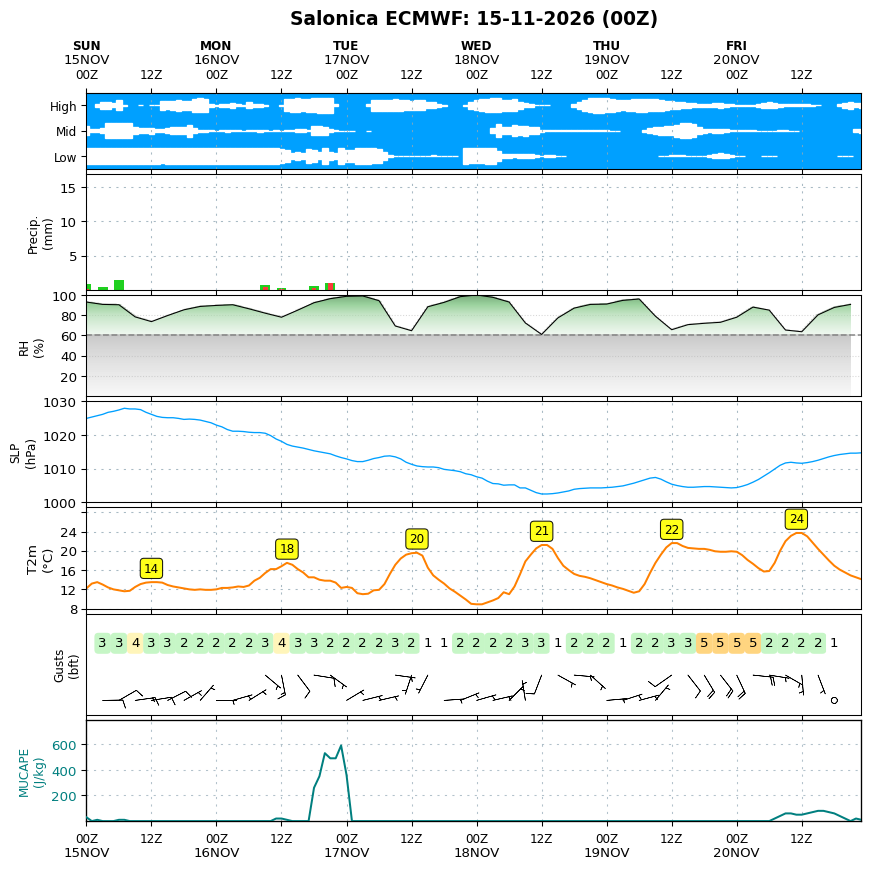 Salonica ECMWF: 15-11-2026 (00Z)
SUN MON TUE WED THU FRI
15NOV 16NOV 17NOV 18NOV 19NOV 20NOV
00Z 12Z 00Z 12Z 00Z 12Z 00Z 12Z 00Z 12Z 00Z 12Z
High
Mid
Low
Precip.
(mm)
15
10
5
RH
(%)
100
80
60
40
20
SLP
(hPa)
1030
1020
1010
1000
T2m
(°C)
24
20
16
12
8
14 18 20 21 22 24
Gusts
(bft)
3 3 4 3 3 2 2 2 2 2 3 4 3 3 2 2 2 2 3 2 1 1 2 2 2 2 3 3 1 2 2 2 1 2 2 3 3 5 5 5 5 2 2 2 2 1
MUCAPE
(J/kg)
600
400
200
00Z 12Z 00Z 12Z 00Z 12Z 00Z 12Z 00Z 12Z 00Z 12Z
15NOV 16NOV 17NOV 18NOV 19NOV 20NOV